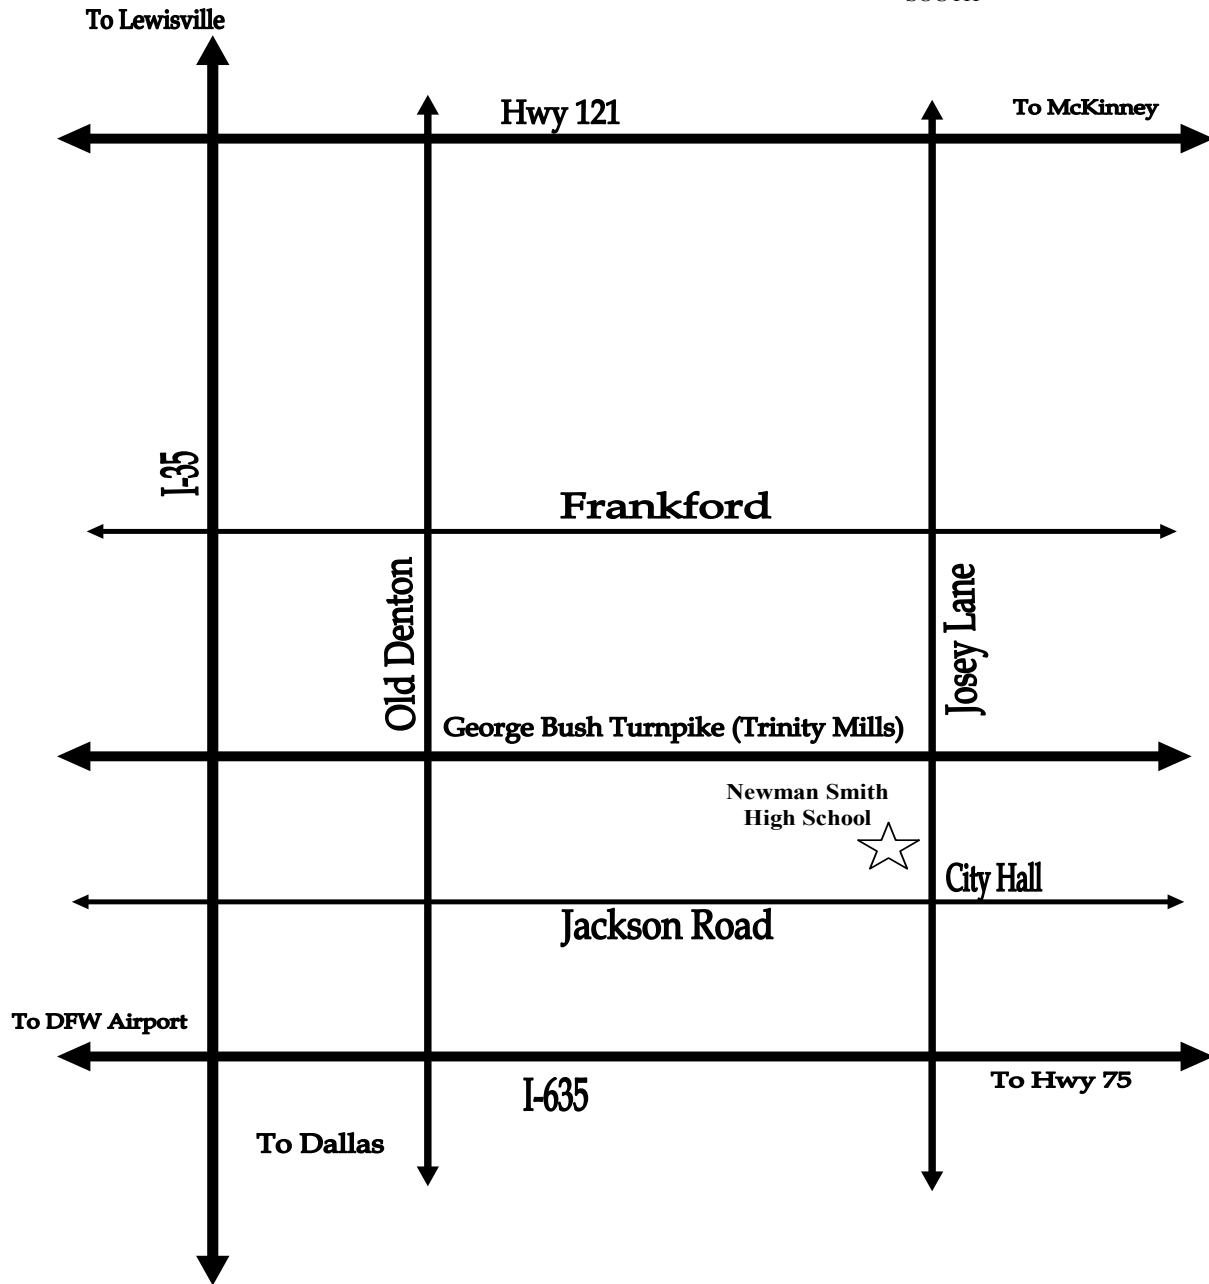 To Lewisville
Hwy 121
To McKinney
I-35
Frankford
Old Denton
Josey Lane
George Bush Turnpike (Trinity Mills)
Newman Smith
High School
City Hall
Jackson Road
To DFW Airport
To Hwy 75
I-635
To Dallas